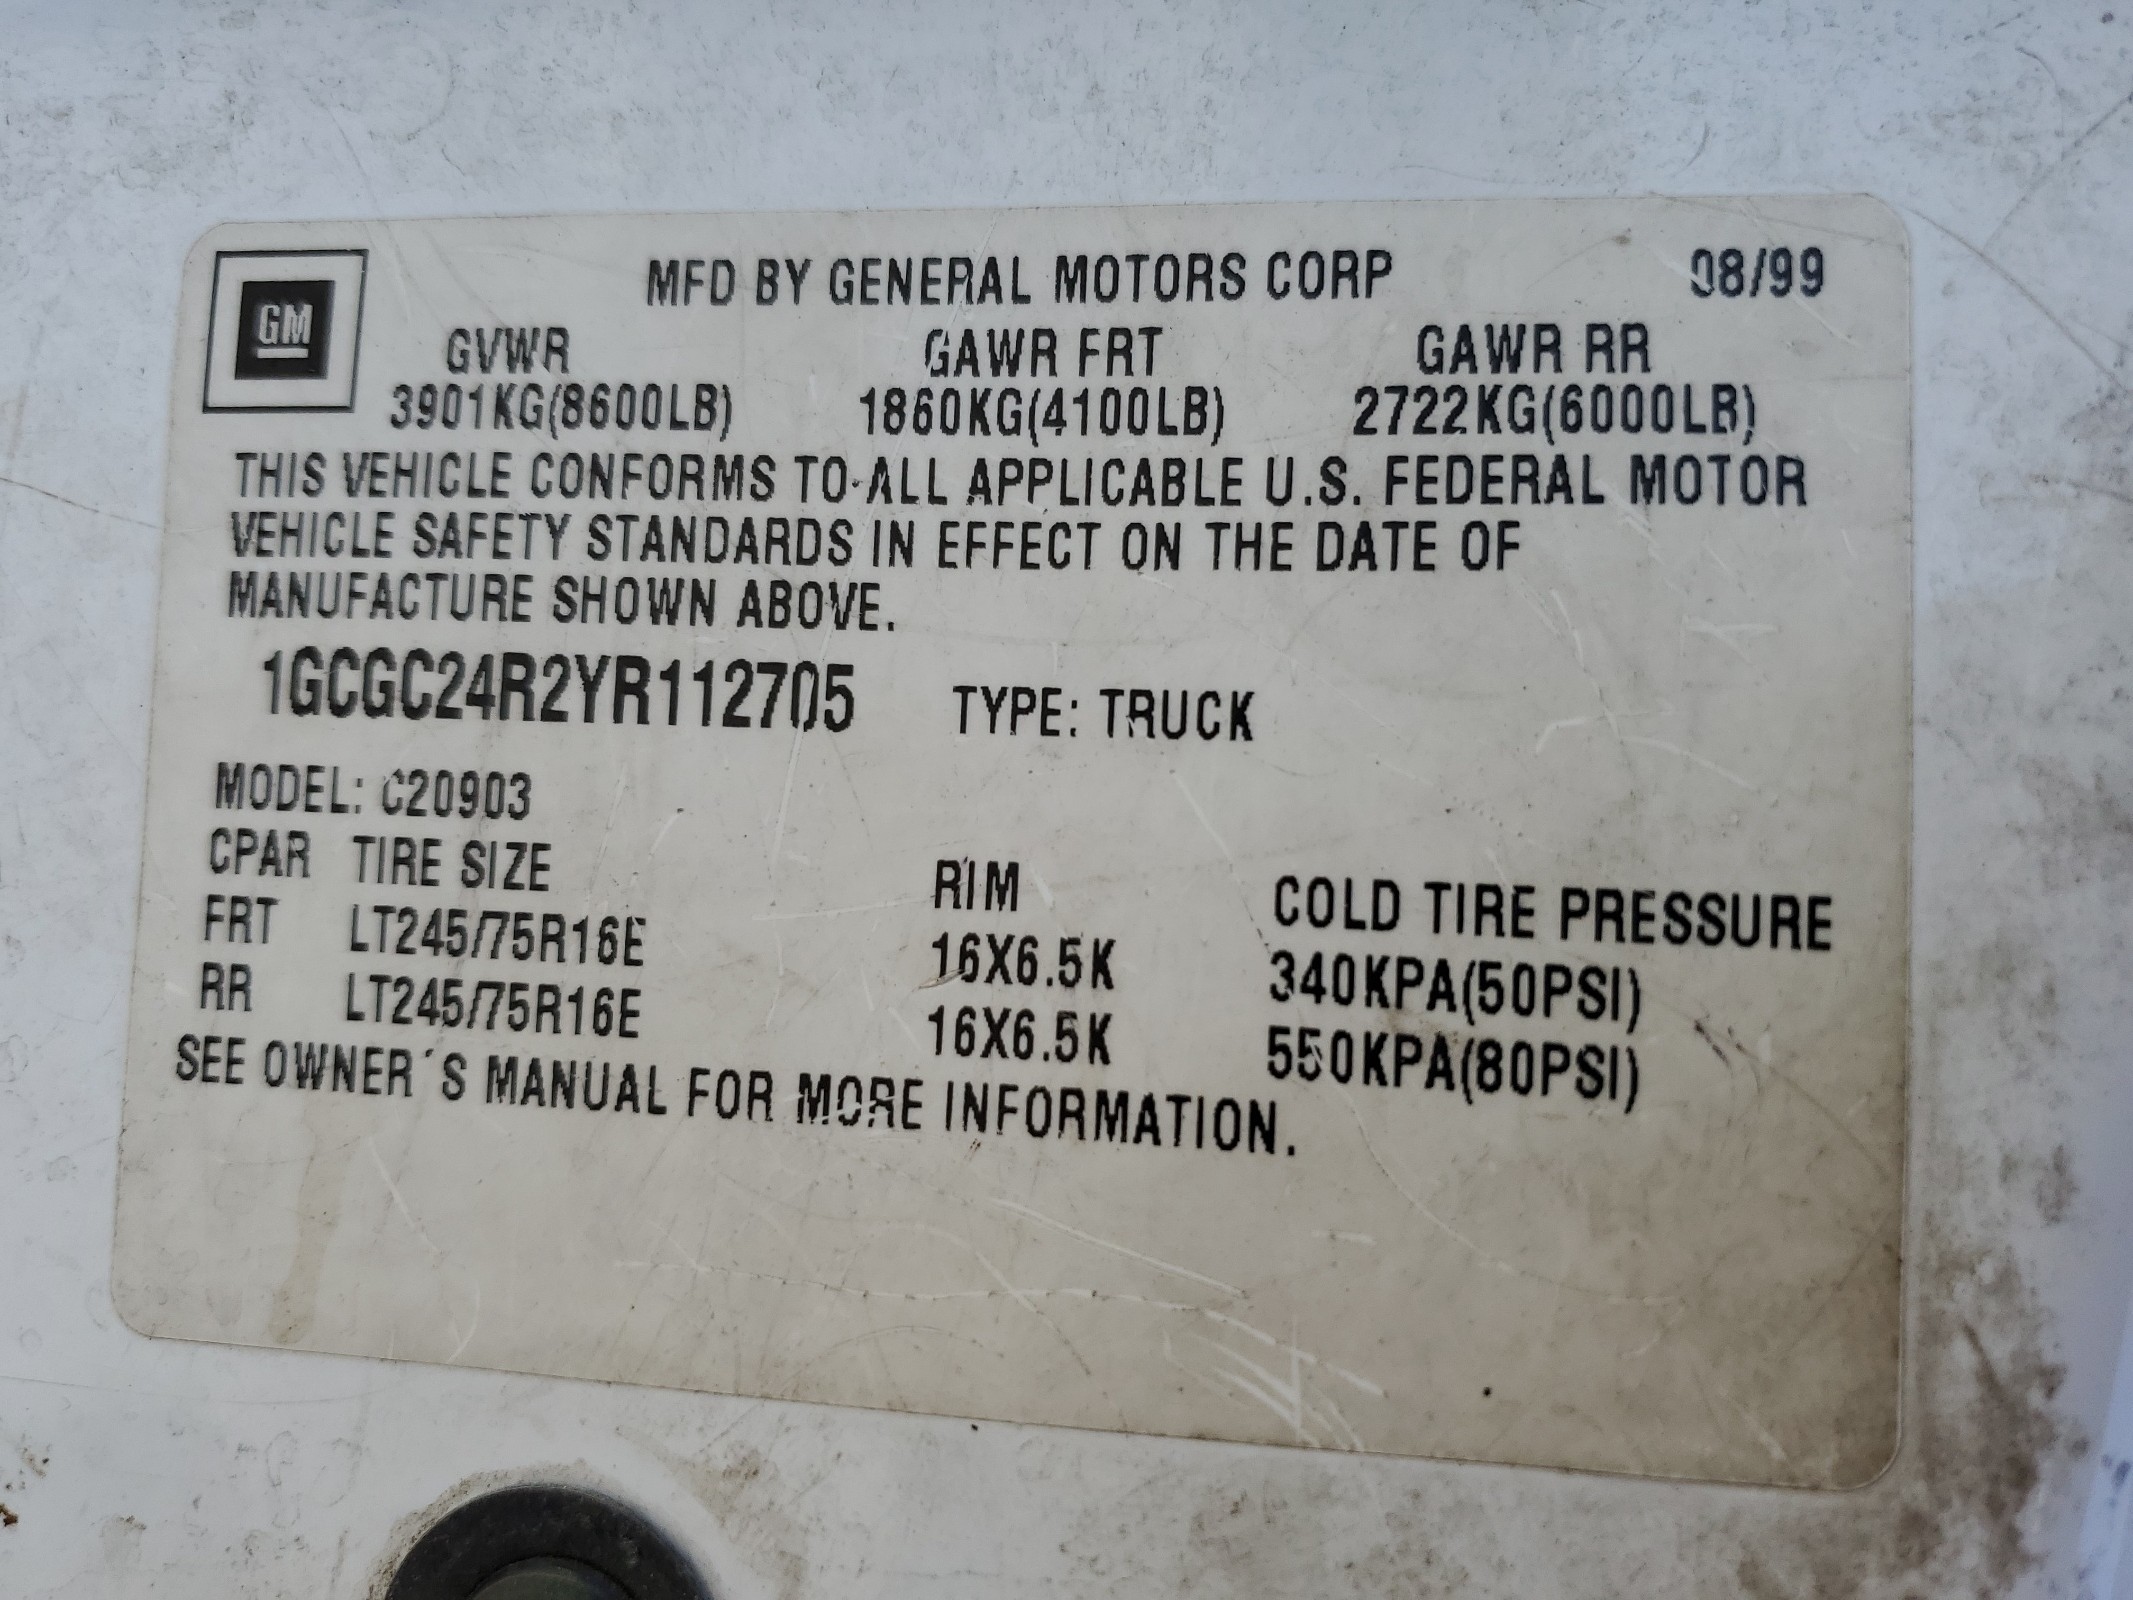 GM
MFD BY GENERAL MOTORS CORP 08/99
GVWR GAWR FRT GAWR RR
3901KG(8600LB) 1860KG(4100LB) 2722KG(6000LB)
THIS VEHICLE CONFORMS TO ALL APPLICABLE U.S. FEDERAL MOTOR
VEHICLE SAFETY STANDARDS IN EFFECT ON THE DATE OF
MANUFACTURE SHOWN ABOVE.
1GCGC24R2YR112705 TYPE: TRUCK
MODEL: C20903
CPAR TIRE SIZE RIM COLD TIRE PRESSURE
FRT LT245/75R16E 16X6.5K 340KPA(50PSI)
RR LT245/75R16E 16X6.5K 550KPA(80PSI)
SEE OWNER´S MANUAL FOR MORE INFORMATION.